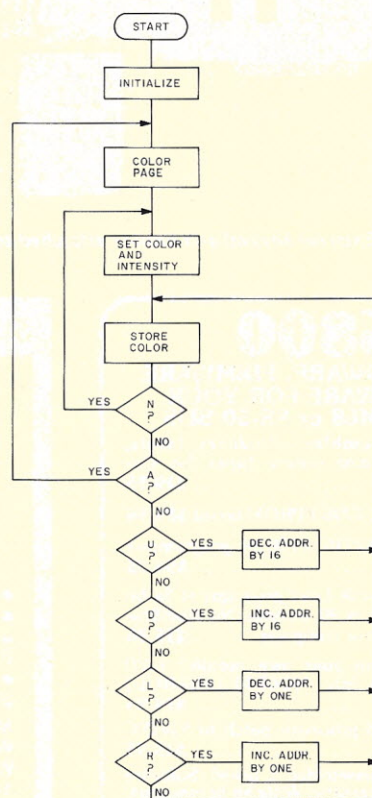 START
INITIALIZE
COLOR
PAGE
SET COLOR
AND
INTENSITY
STORE
COLOR
YES
N
?
NO
YES
A
?
NO
U
?
YES
DEC. ADDR.
BY 16
NO
D
?
YES
INC. ADDR.
BY 16
NO
L
?
YES
DEC. ADDR.
BY ONE
NO
R
?
YES
INC. ADDR.
BY ONE
NO